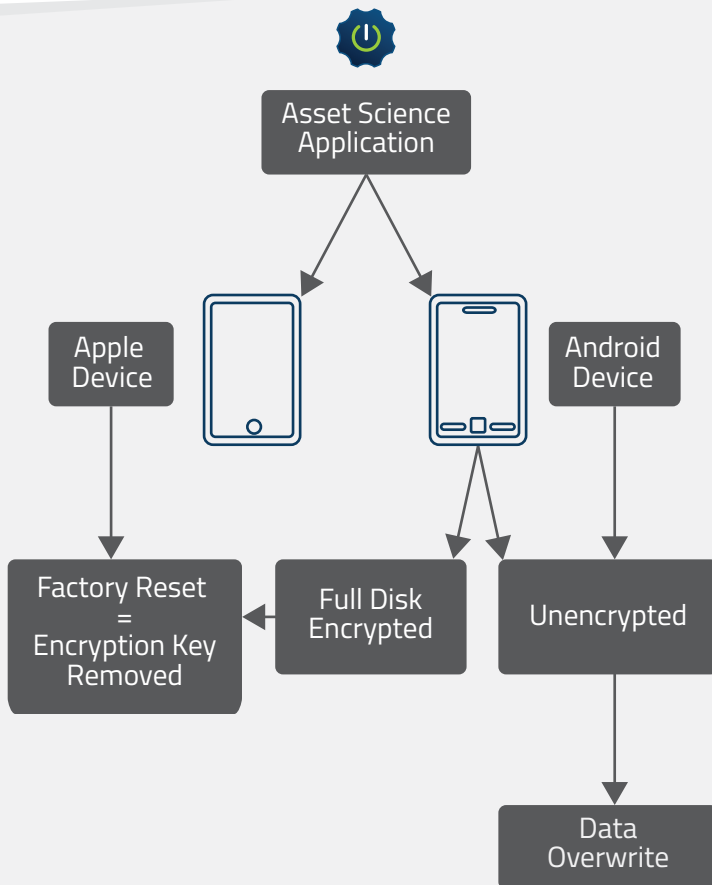 Asset Science
Application
Apple
Device
Android
Device
Factory Reset
=
Encryption Key
Removed
Full Disk
Encrypted
Unencrypted
Data
Overwrite